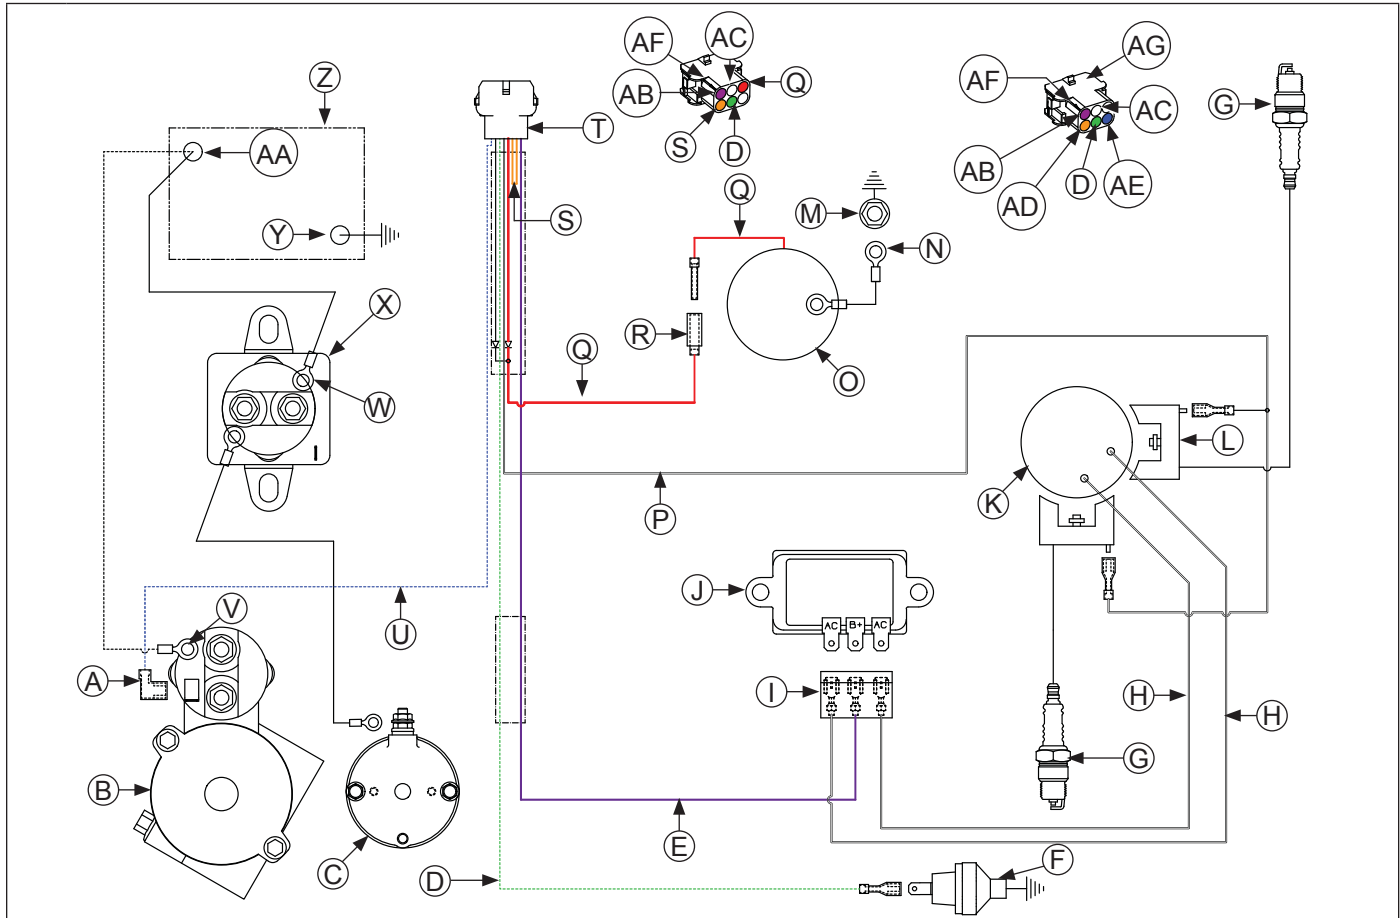 AF AC AG
Z AF
AB Q G AC
T
AA S D AB
Q AD D AE
M
S
Y N
X
R Q
O
W
L
K
P
J
AC B+ AC
V U
A I
H H
G
B
E
C D F